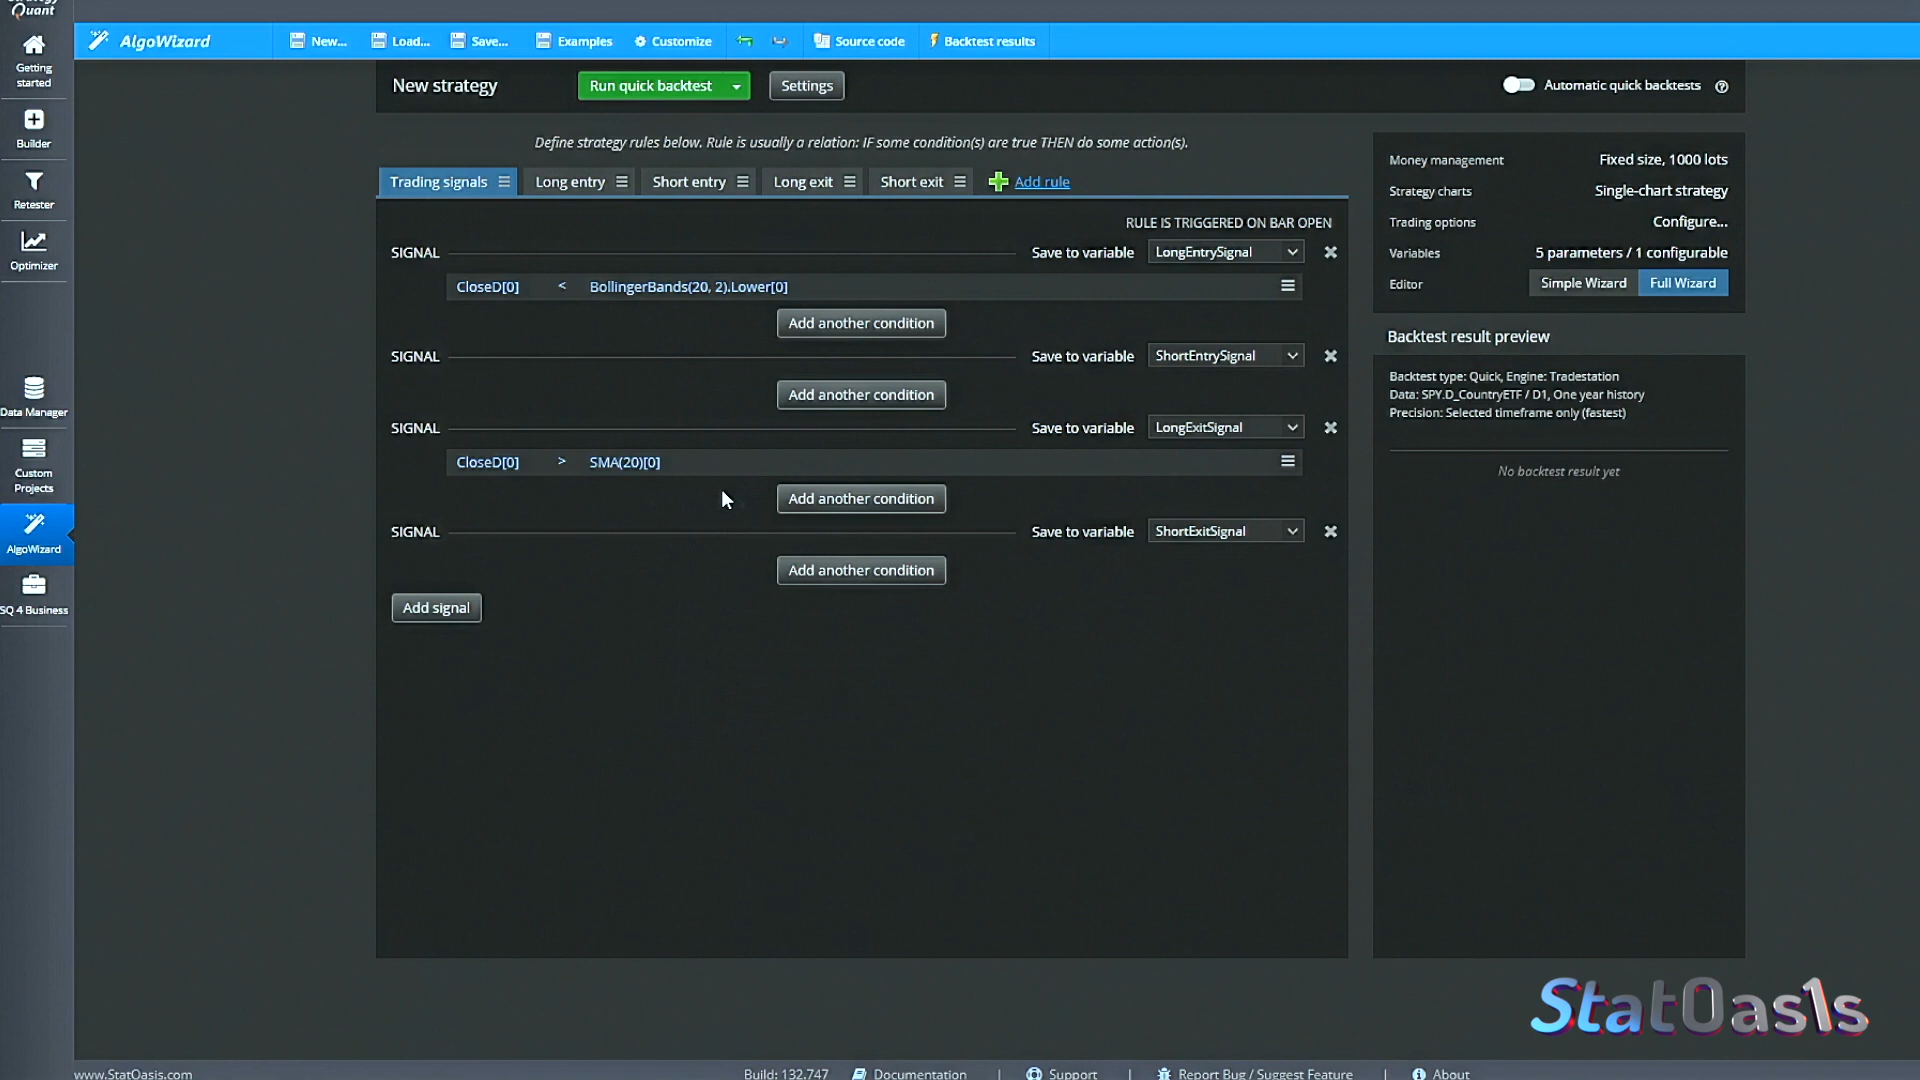 Quant
AlgoWizard
New...
Load...
Save...
Examples
Customize
Source code
Backtest results
Getting
started
Builder
Retester
Optimizer
Data Manager
Custom
Projects
AlgoWizard
SQ 4 Business
New strategy
Run quick backtest
Settings
Automatic quick backtests
Define strategy rules below. Rule is usually a relation: IF some condition(s) are true THEN do some action(s).
Trading signals
Long entry
Short entry
Long exit
Short exit
Add rule
RULE IS TRIGGERED ON BAR OPEN
SIGNAL Save to variable LongEntrySignal
CloseD[0] < BollingerBands(20, 2).Lower[0]
Add another condition
SIGNAL Save to variable ShortEntrySignal
Add another condition
SIGNAL Save to variable LongExitSignal
CloseD[0] > SMA(20)[0]
Add another condition
SIGNAL Save to variable ShortExitSignal
Add another condition
Add signal
Money management Fixed size, 1000 lots
Strategy charts Single-chart strategy
Trading options Configure...
Variables 5 parameters / 1 configurable
Editor Simple Wizard Full Wizard
Backtest result preview
Backtest type: Quick, Engine: Tradestation
Data: SPY.D_CountryETF / D1, One year history
Precision: Selected timeframe only (fastest)
No backtest result yet
StatOas1s
www.StatOasis.com
Build: 132.747
Documentation
Support
Report Bug / Suggest Feature
About